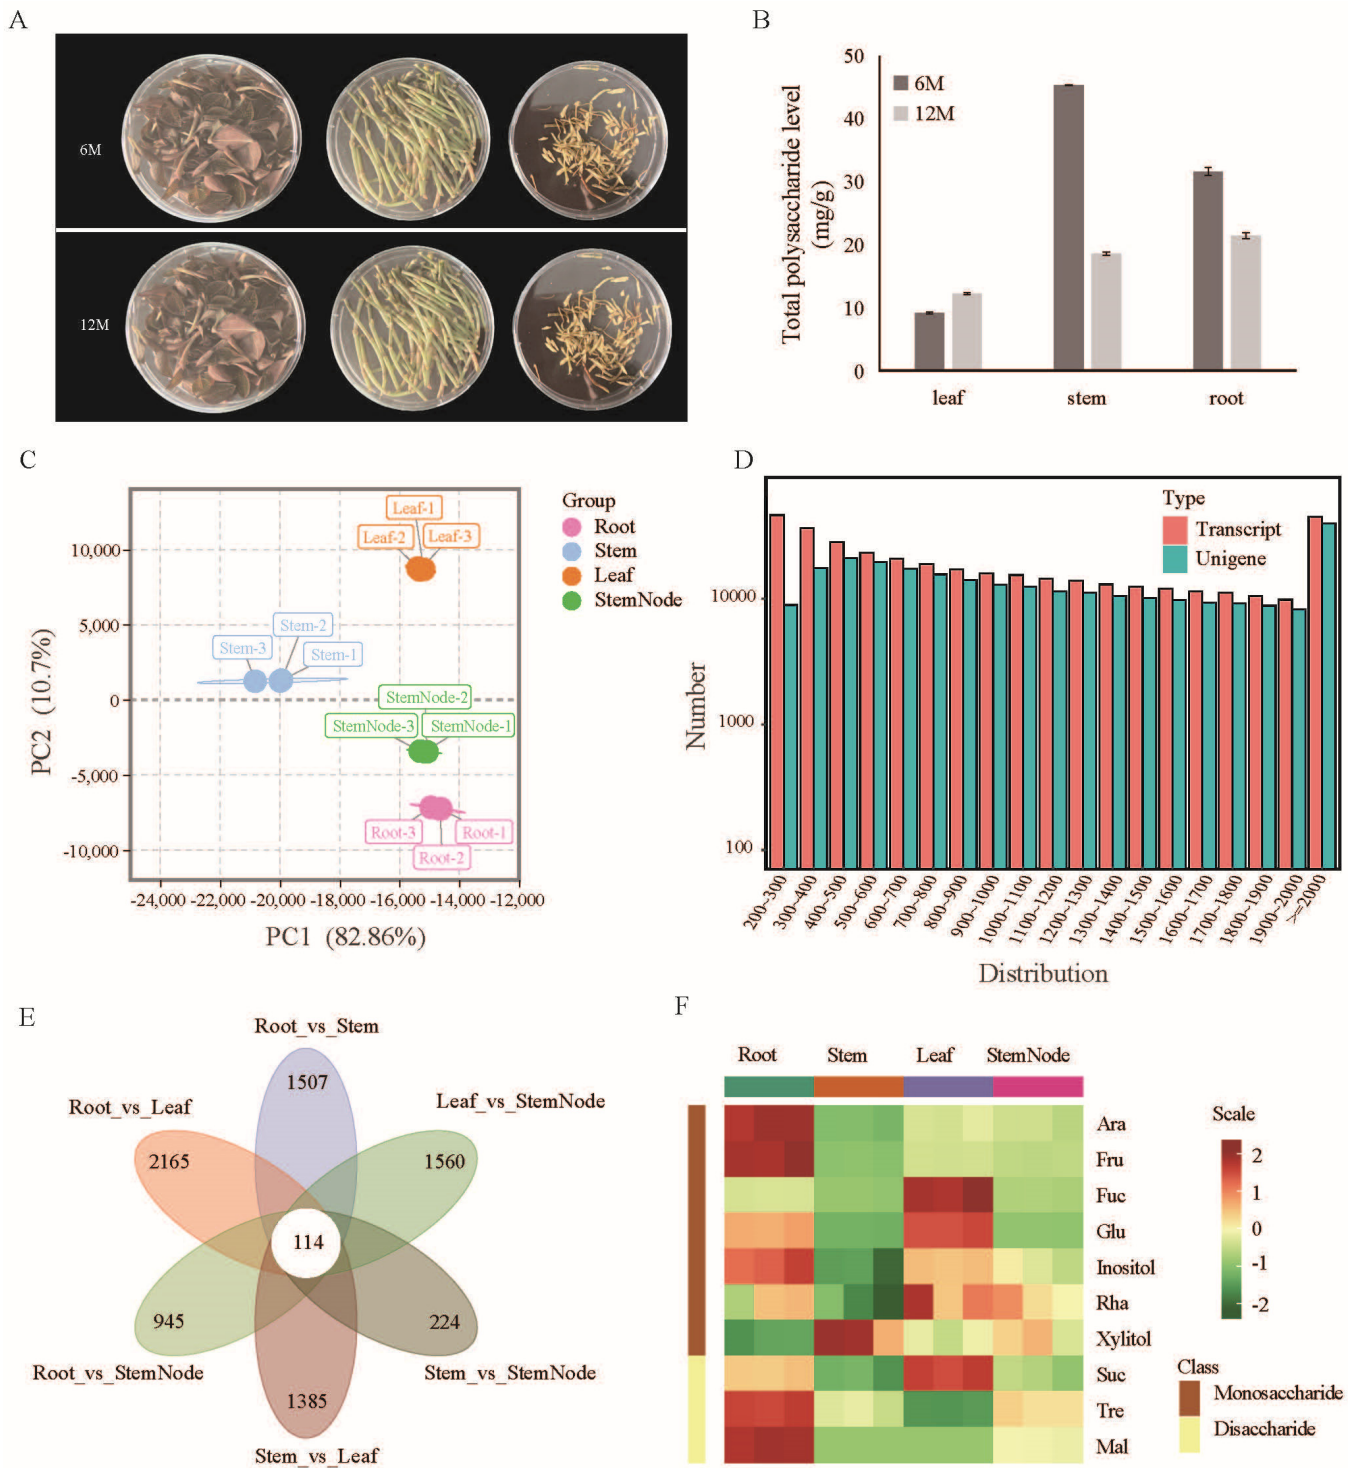 A
6M
12M
B
Total polysaccharide level
(mg/g)
50
40
30
20
10
0
6M
12M
leaf
stem
root
C
PC2 (10.7%)
10,000
5,000
0
-5,000
-10,000
Leaf-1
Leaf-2
Leaf-3
Stem-2
Stem-3
Stem-1
StemNode-2
StemNode-3
StemNode-1
Root-3
Root-1
Root-2
-24,000
-22,000
-20,000
-18,000
-16,000
-14,000
-12,000
PC1 (82.86%)
Group
Root
Stem
Leaf
StemNode
D
Number
10000
1000
100
Type
Transcript
Unigene
200~300
300~400
400~500
500~600
600~700
700~800
800~900
900~1000
1000~1100
1100~1200
1200~1300
1300~1400
1400~1500
1500~1600
1600~1700
1700~1800
1800~1900
1900~2000
>=2000
Distribution
E
Root_vs_Stem
1507
Root_vs_Leaf
2165
Leaf_vs_StemNode
1560
114
945
Root_vs_StemNode
224
Stem_vs_StemNode
1385
Stem_vs_Leaf
F
Root
Stem
Leaf
StemNode
Ara
Fru
Fuc
Glu
Inositol
Rha
Xylitol
Suc
Tre
Mal
Scale
2
1
0
-1
-2
Class
Monosaccharide
Disaccharide